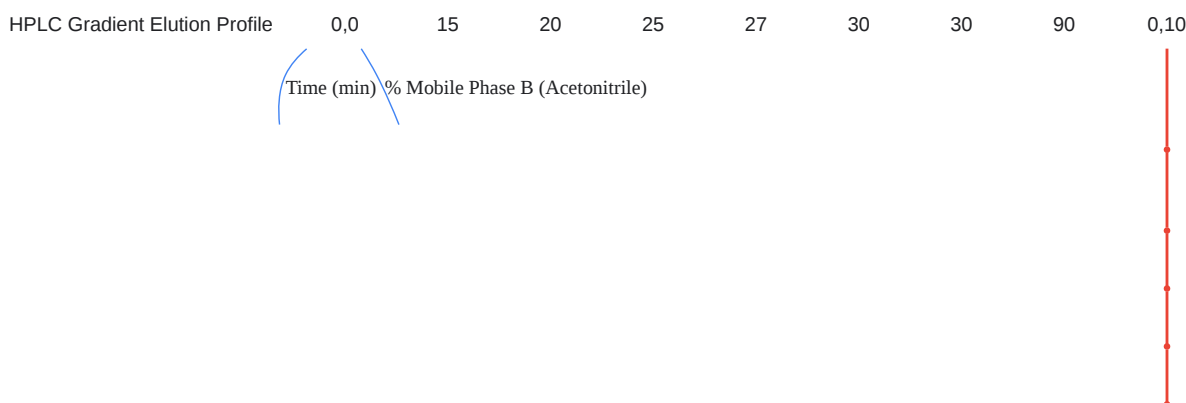 HPLC Gradient Elution Profile 0,0 15 20 25 27 30 30 90 0,10
Time (min) % Mobile Phase B (Acetonitrile)